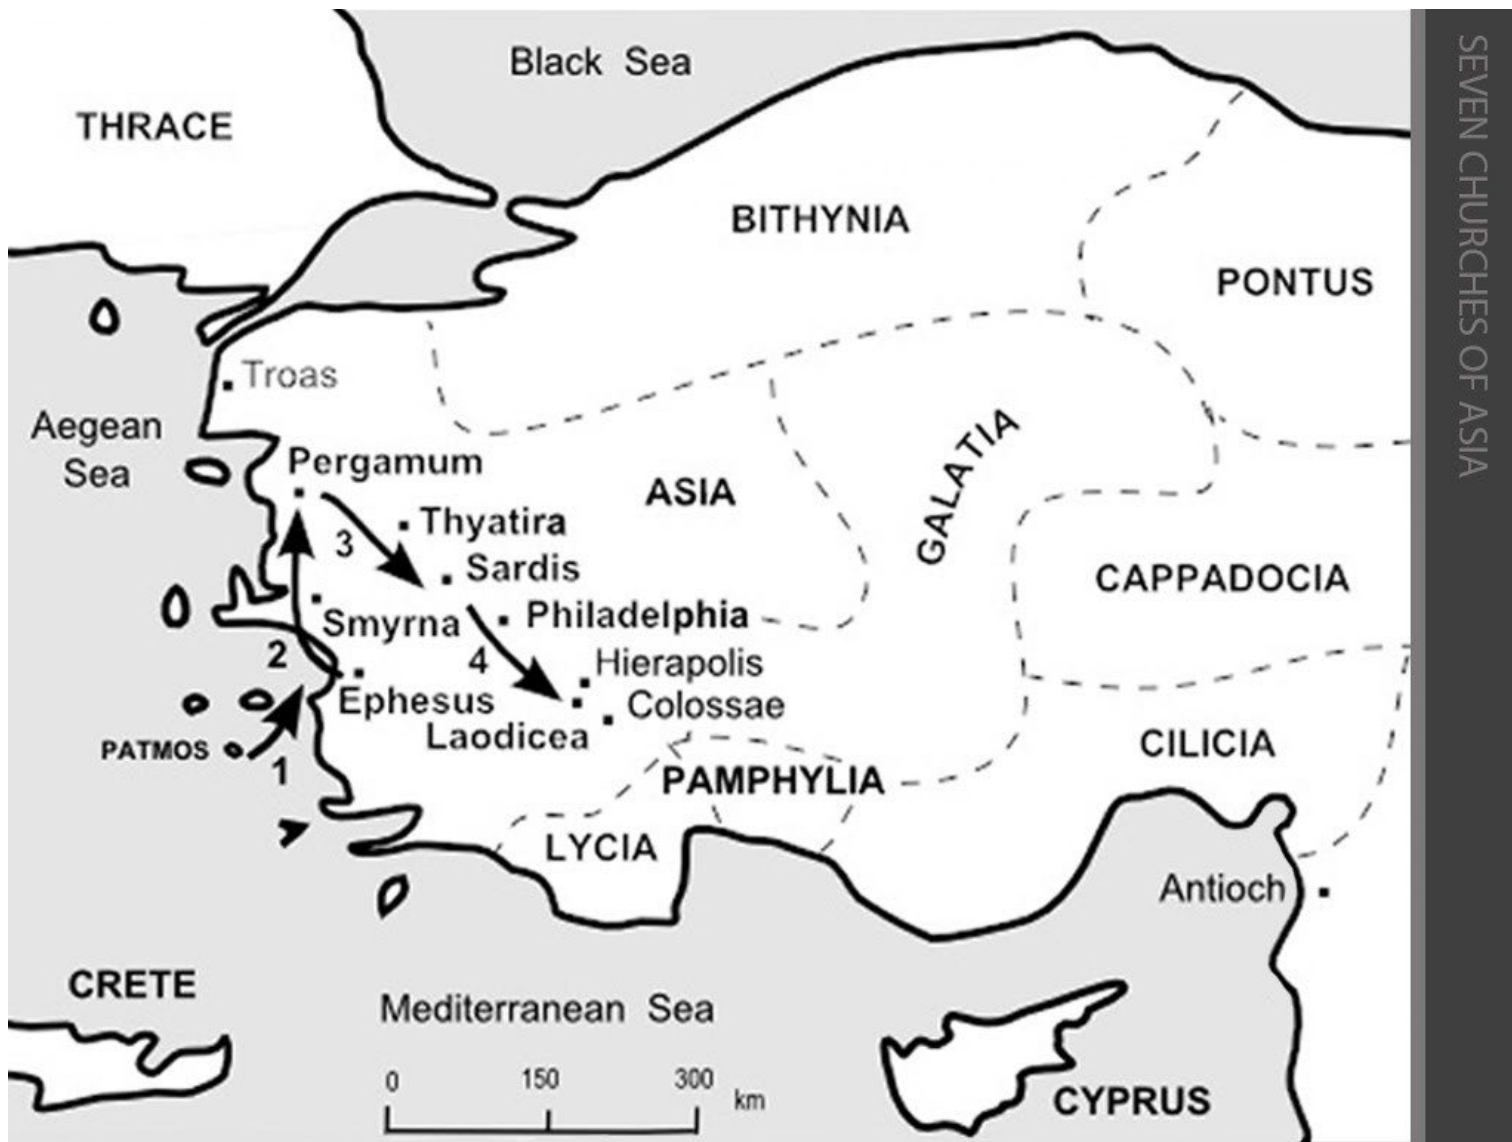 Black Sea
THRACE
BITHYNIA
PONTUS
Troas
Aegean
Sea
Pergamum
ASIA
GALATIA
Thyatira
3
Sardis
CAPPADOCIA
Smyrna
Philadelphia
2
4
Hierapolis
Ephesus
Colossae
Laodicea
PATMOS
1
CILICIA
PAMPHYLIA
LYCIA
Antioch
CRETE
Mediterranean Sea
0 150 300 km
CYPRUS
SEVEN CHURCHES OF ASIA